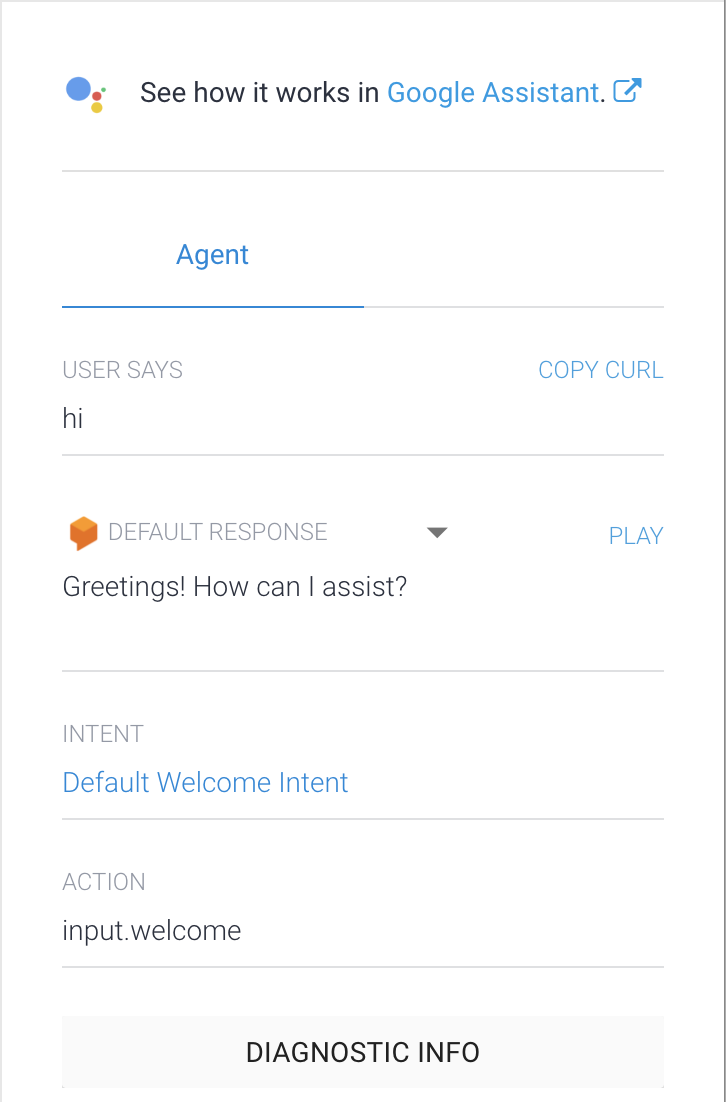 See how it works in Google Assistant.
Agent
USER SAYS COPY CURL
hi
DEFAULT RESPONSE PLAY
Greetings! How can I assist?
INTENT
Default Welcome Intent
ACTION
input.welcome
DIAGNOSTIC INFO